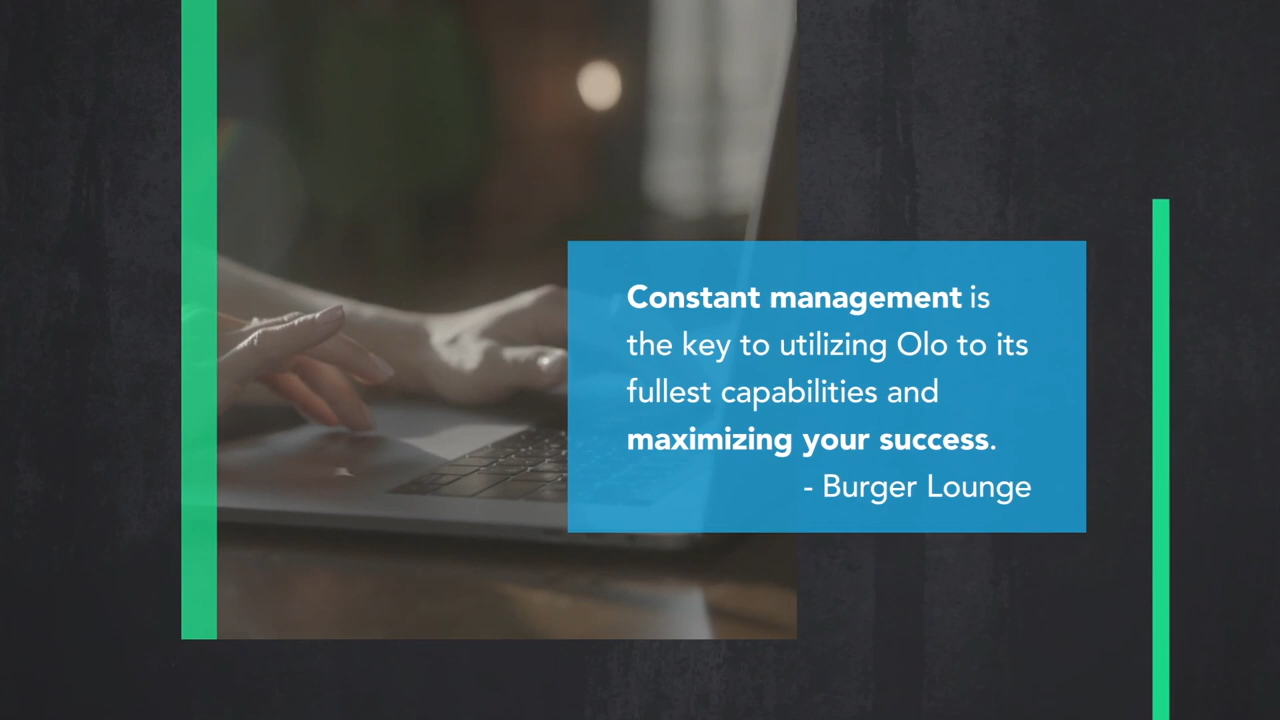 Constant management is
the key to utilizing Olo to its
fullest capabilities and
maximizing your success.
- Burger Lounge